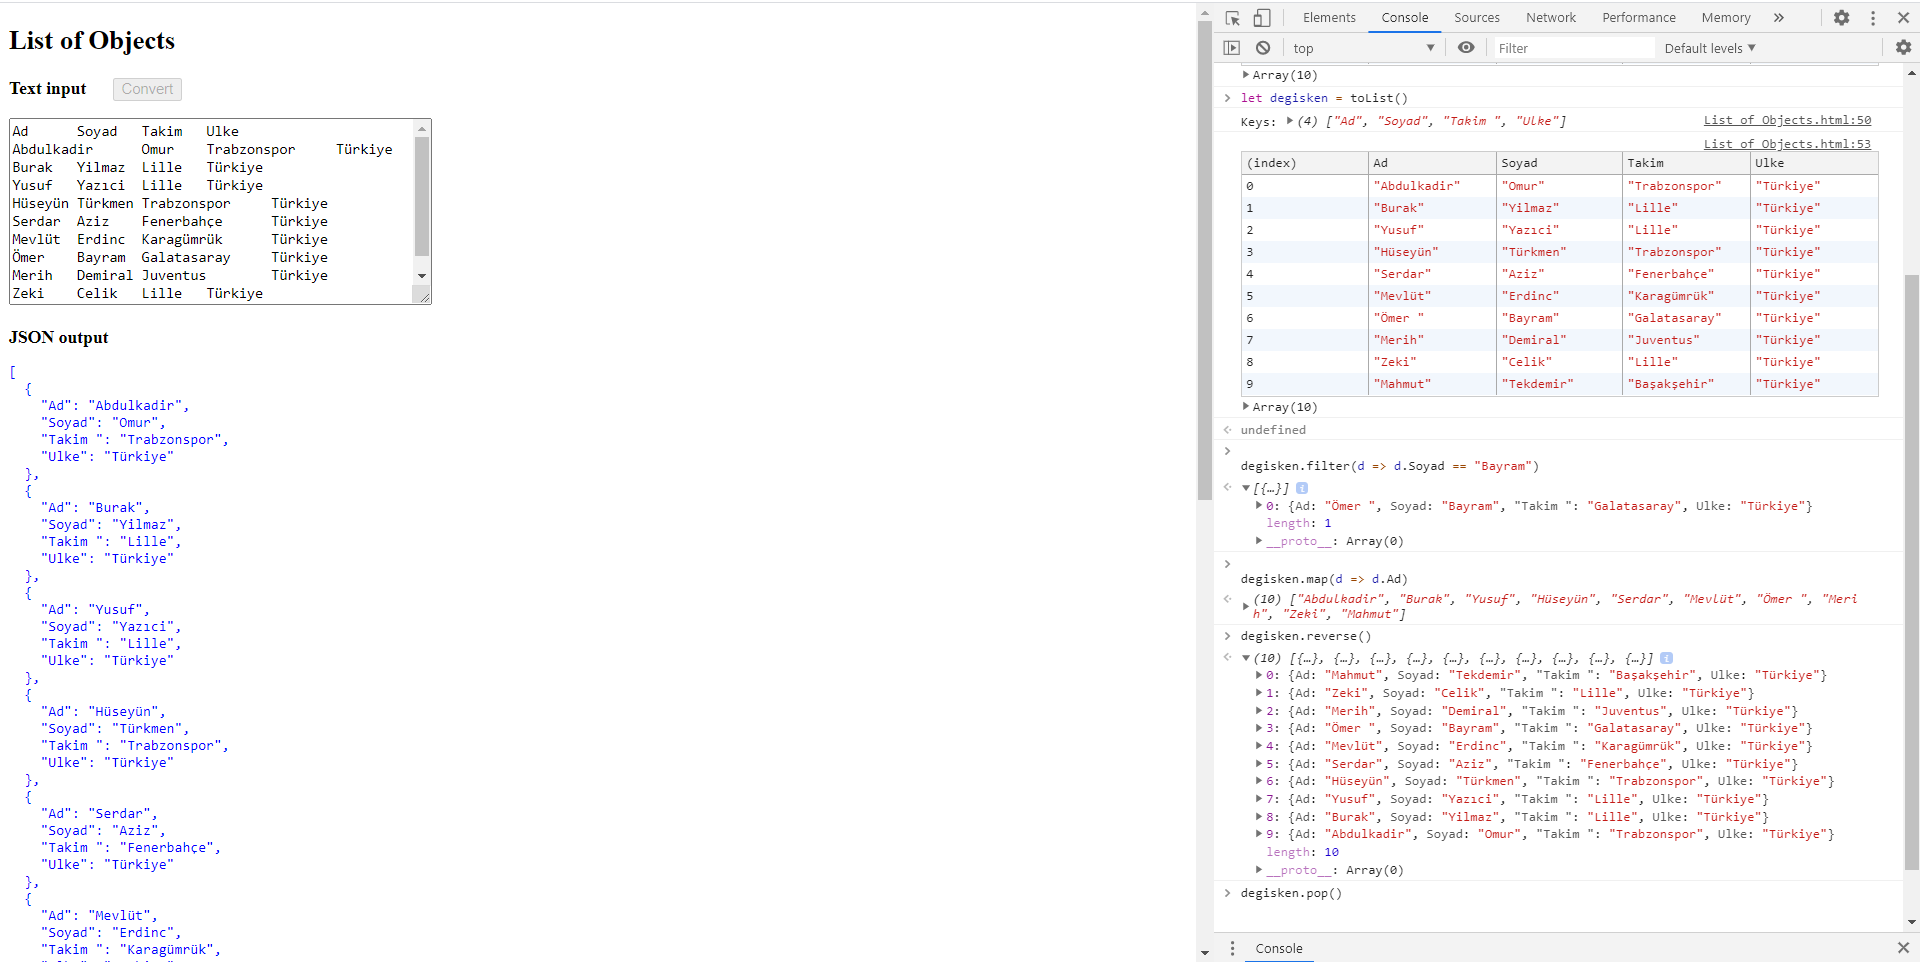 List of Objects
Text input Convert
Ad Soyad Takim Ulke
Abdulkadir Omur Trabzonspor Türkiye
Burak Yilmaz Lille Türkiye
Yusuf Yazıci Lille Türkiye
Hüseyün Türkmen Trabzonspor Türkiye
Serdar Aziz Fenerbahçe Türkiye
Mevlüt Erdinc Karagümrük Türkiye
Ömer Bayram Galatasaray Türkiye
Merih Demiral Juventus Türkiye
Zeki Celik Lille Türkiye
JSON output
[
{
"Ad": "Abdulkadir",
"Soyad": "Omur",
"Takim ": "Trabzonspor",
"Ulke": "Türkiye"
},
{
"Ad": "Burak",
"Soyad": "Yilmaz",
"Takim ": "Lille",
"Ulke": "Türkiye"
},
{
"Ad": "Yusuf",
"Soyad": "Yazıci",
"Takim ": "Lille",
"Ulke": "Türkiye"
},
{
"Ad": "Hüseyün",
"Soyad": "Türkmen",
"Takim ": "Trabzonspor",
"Ulke": "Türkiye"
},
{
"Ad": "Serdar",
"Soyad": "Aziz",
"Takim ": "Fenerbahçe",
"Ulke": "Türkiye"
},
{
"Ad": "Mevlüt",
"Soyad": "Erdinc",
"Takim ": "Karagümrük",
Elements Console Sources Network Performance Memory »
top Filter Default levels
Array(10)
> let degisken = toList()
Keys: (4) ["Ad", "Soyad", "Takim ", "Ulke"] List of Objects.html:50
List of Objects.html:53
(index) Ad Soyad Takim Ulke
0 "Abdulkadir" "Omur" "Trabzonspor" "Türkiye"
1 "Burak" "Yilmaz" "Lille" "Türkiye"
2 "Yusuf" "Yazıci" "Lille" "Türkiye"
3 "Hüseyün" "Türkmen" "Trabzonspor" "Türkiye"
4 "Serdar" "Aziz" "Fenerbahçe" "Türkiye"
5 "Mevlüt" "Erdinc" "Karagümrük" "Türkiye"
6 "Ömer " "Bayram" "Galatasaray" "Türkiye"
7 "Merih" "Demiral" "Juventus" "Türkiye"
8 "Zeki" "Celik" "Lille" "Türkiye"
9 "Mahmut" "Tekdemir" "Başakşehir" "Türkiye"
Array(10)
undefined
>
degisken.filter(d => d.Soyad == "Bayram")
[{…}]
0: {Ad: "Ömer ", Soyad: "Bayram", "Takim ": "Galatasaray", Ulke: "Türkiye"}
length: 1
__proto__: Array(0)
>
degisken.map(d => d.Ad)
(10) ["Abdulkadir", "Burak", "Yusuf", "Hüseyün", "Serdar", "Mevlüt", "Ömer ", "Meri
h", "Zeki", "Mahmut"]
> degisken.reverse()
(10) [{…}, {…}, {…}, {…}, {…}, {…}, {…}, {…}, {…}, {…}]
0: {Ad: "Mahmut", Soyad: "Tekdemir", "Takim ": "Başakşehir", Ulke: "Türkiye"}
1: {Ad: "Zeki", Soyad: "Celik", "Takim ": "Lille", Ulke: "Türkiye"}
2: {Ad: "Merih", Soyad: "Demiral", "Takim ": "Juventus", Ulke: "Türkiye"}
3: {Ad: "Ömer ", Soyad: "Bayram", "Takim ": "Galatasaray", Ulke: "Türkiye"}
4: {Ad: "Mevlüt", Soyad: "Erdinc", "Takim ": "Karagümrük", Ulke: "Türkiye"}
5: {Ad: "Serdar", Soyad: "Aziz", "Takim ": "Fenerbahçe", Ulke: "Türkiye"}
6: {Ad: "Hüseyün", Soyad: "Türkmen", "Takim ": "Trabzonspor", Ulke: "Türkiye"}
7: {Ad: "Yusuf", Soyad: "Yazıci", "Takim ": "Lille", Ulke: "Türkiye"}
8: {Ad: "Burak", Soyad: "Yilmaz", "Takim ": "Lille", Ulke: "Türkiye"}
9: {Ad: "Abdulkadir", Soyad: "Omur", "Takim ": "Trabzonspor", Ulke: "Türkiye"}
length: 10
__proto__: Array(0)
> degisken.pop()
Console